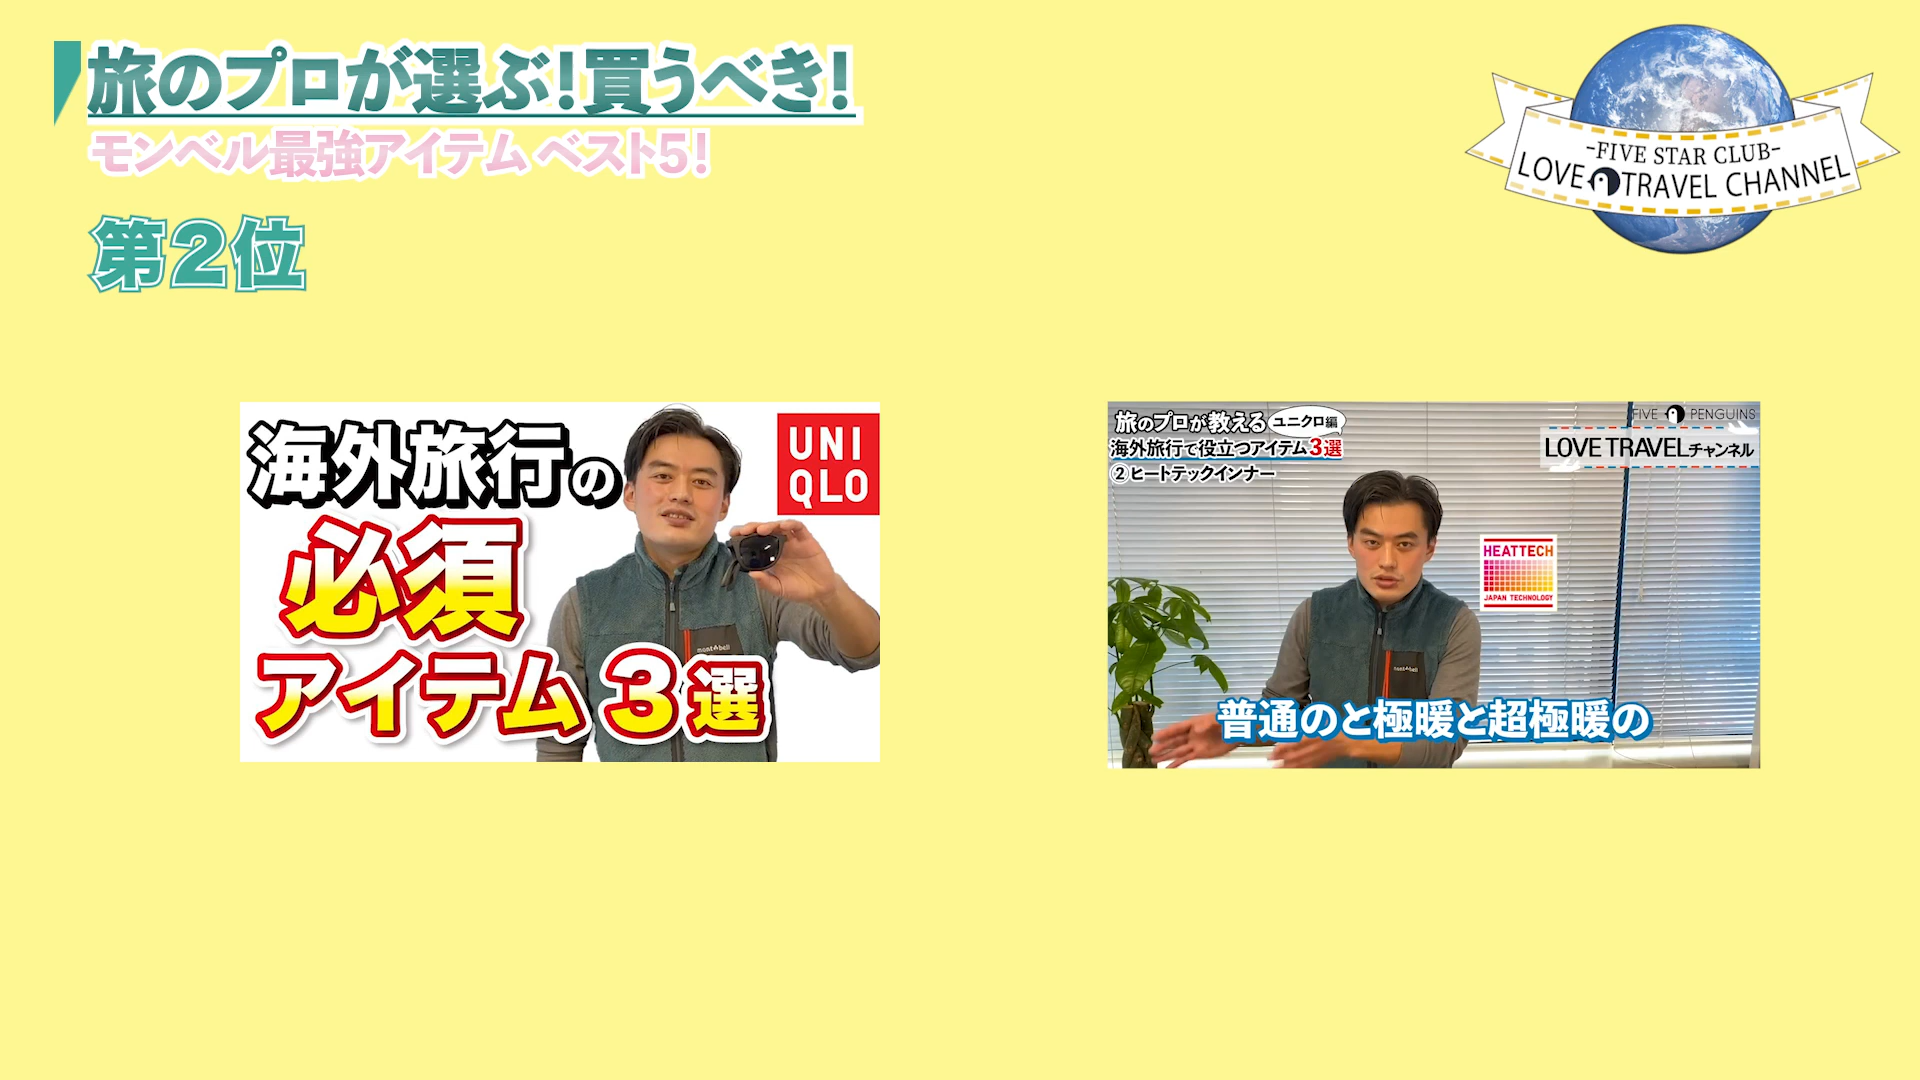 旅のプロが選ぶ！買うべき！
モンベル最強アイテム ベスト5！
第2位
-FIVE STAR CLUB-
LOVE TRAVEL CHANNEL
海外旅行の
必須
アイテム3選
UNI
QLO
mont-bell
旅のプロが教える ユニクロ編
海外旅行で役立つアイテム3選
②ヒートテックインナー
FIVE PENGUINS
LOVE TRAVELチャンネル
HEATTECH
JAPAN TECHNOLOGY
mont-bell
普通のと極暖と超極暖の